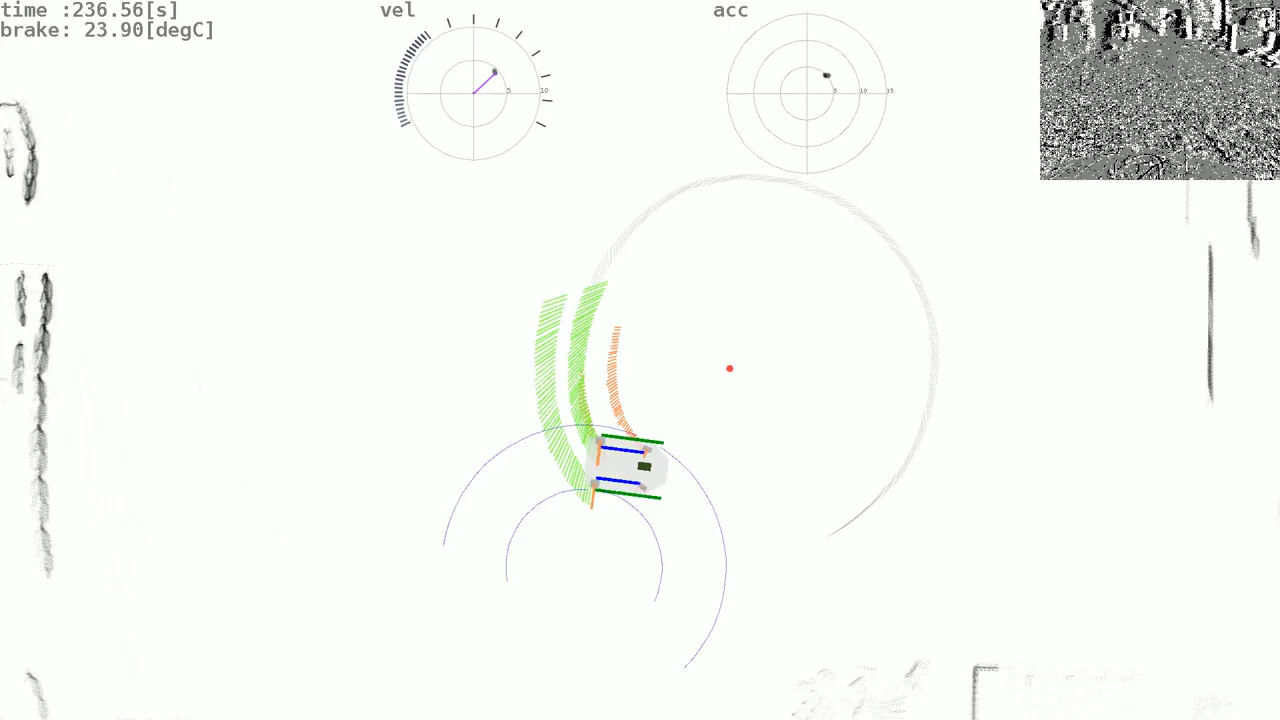 time :236.56[s]
brake: 23.90[degC]
vel
5
10
acc
5
10
15